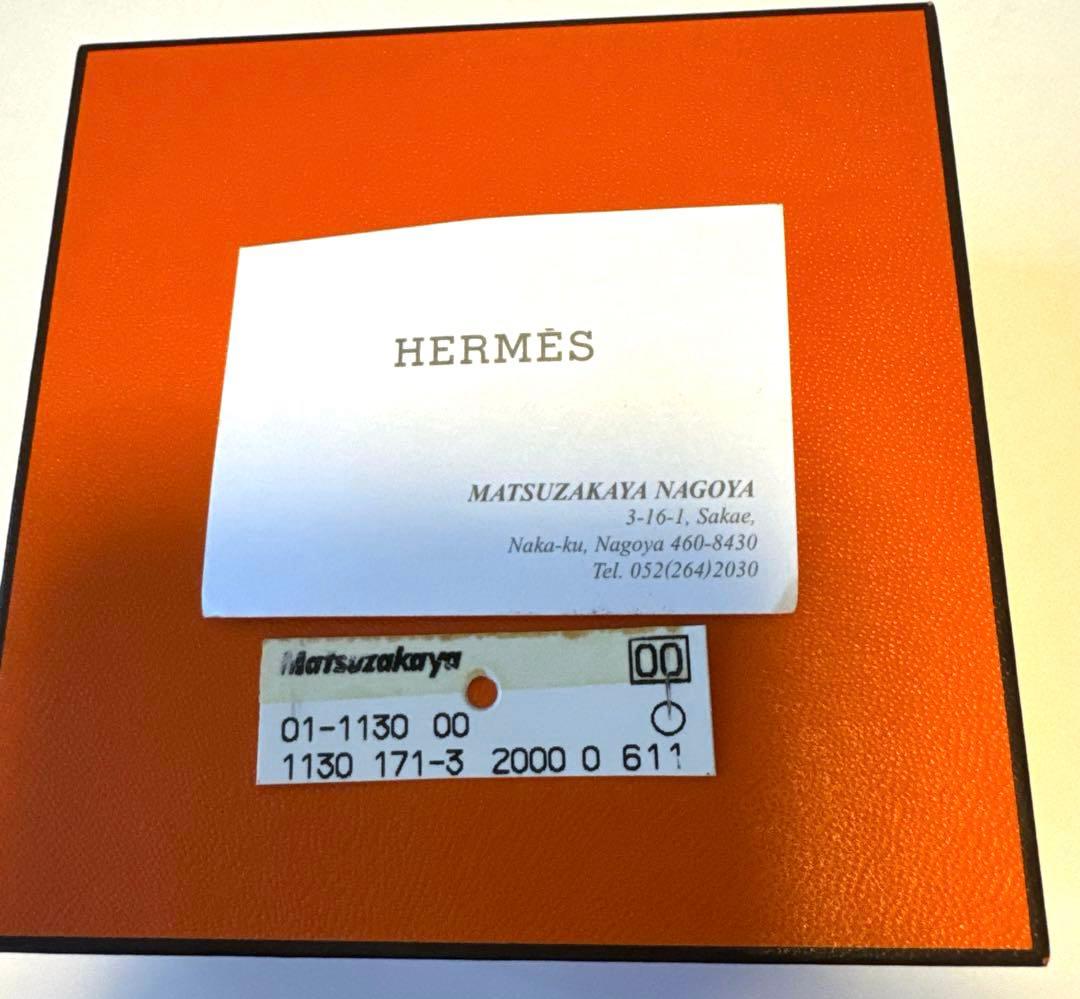 HERMÈS
MATSUZAKAYA NAGOYA
3-16-1, Sakae,
Naka-ku, Nagoya 460-8430
Tel. 052(264)2030
Matsuzakaya 00
01-1130 00
1130 171-3 2000 0 611